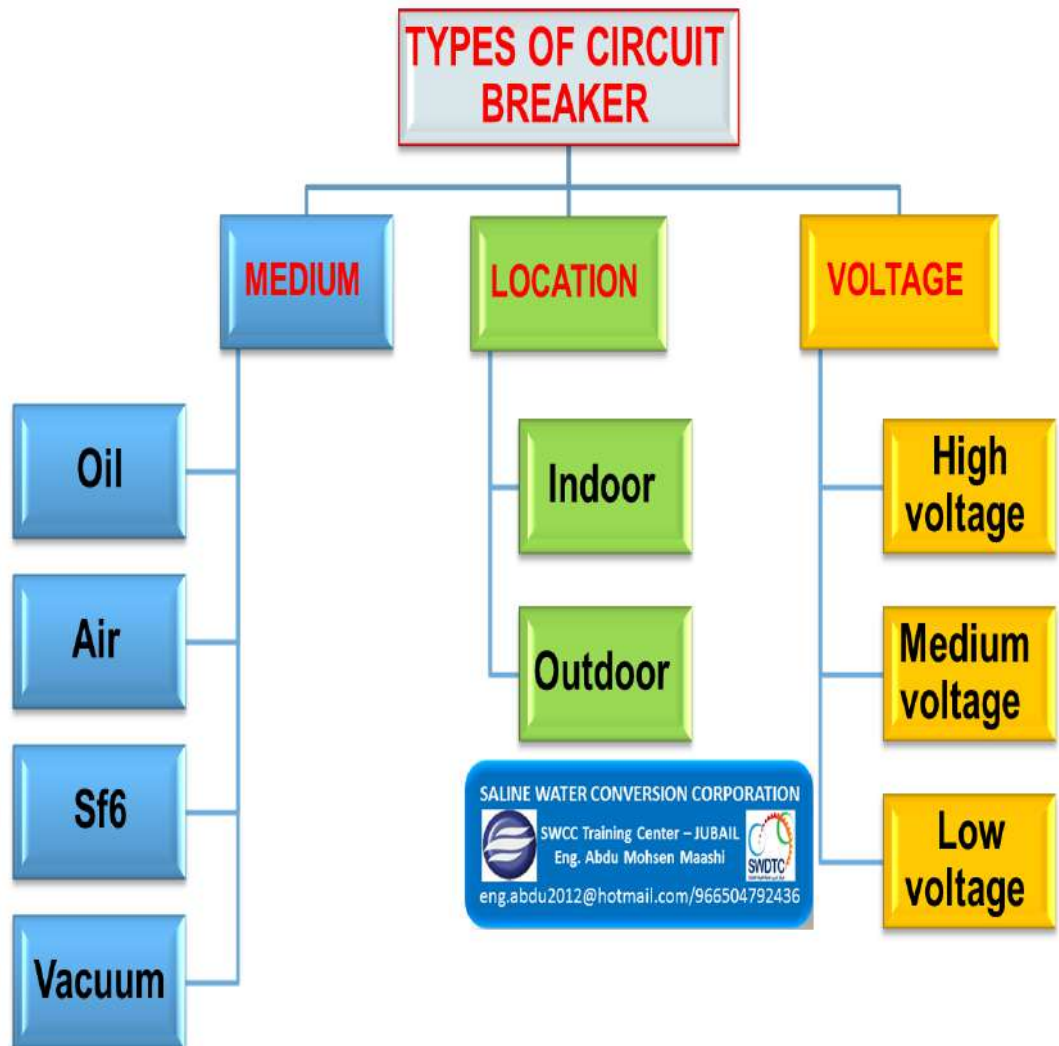 TYPES OF CIRCUIT
BREAKER
MEDIUM
LOCATION
VOLTAGE
Oil
Air
Sf6
Vacuum
Indoor
Outdoor
High
voltage
Medium
voltage
Low
voltage
SALINE WATER CONVERSION CORPORATION
SWCC Training Center – JUBAIL
Eng. Abdu Mohsen Maashi
SWDTC
eng.abdu2012@hotmail.com/966504792436